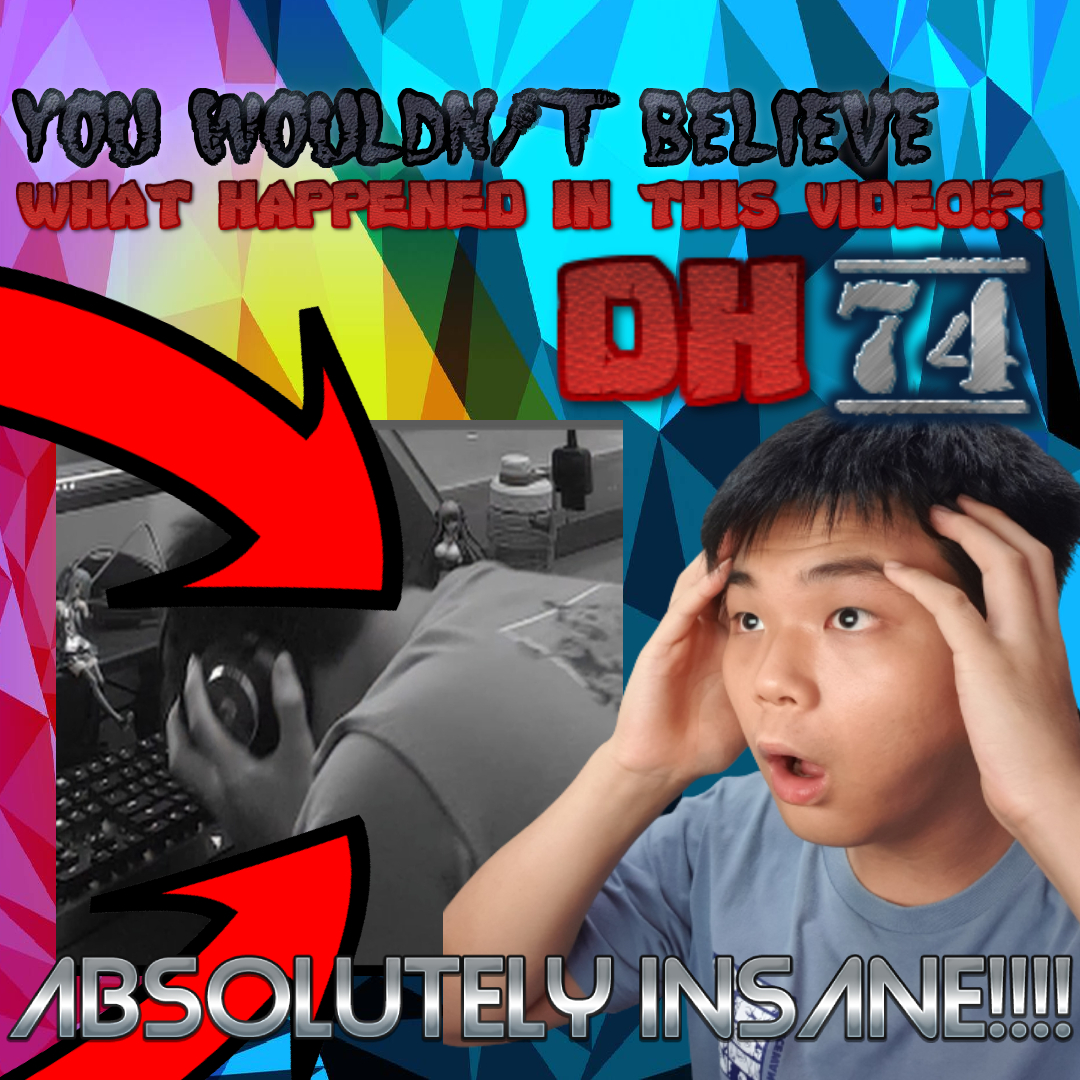 YOU WOULDN'T BELIEVE
WHAT HAPPENED IN THIS VIDEO!?!
DH 74
ABSOLUTELY INSANE!!!!